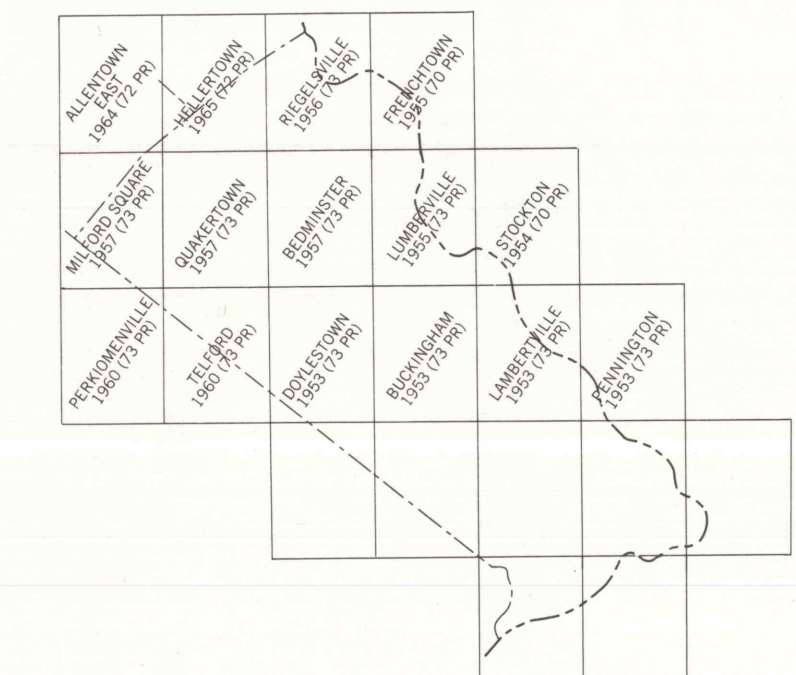 ALLENTOWN
EAST
1964 (72 PR)
HELLERTOWN
1965 (72 PR)
RIEGELSVILLE
1956 (73 PR)
FRENCHTOWN
1955 (70 PR)
MILFORD SQUARE
1957 (73 PR)
QUAKERTOWN
1957 (73 PR)
BEDMINSTER
1957 (73 PR)
LUMBERVILLE
1955 (73 PR)
STOCKTON
1954 (70 PR)
PERKIOMENVILLE
1960 (73 PR)
TELFORD
1960 (73 PR)
DOYLESTOWN
1953 (73 PR)
BUCKINGHAM
1953 (73 PR)
LAMBERTVILLE
1953 (73 PR)
PENNINGTON
1953 (73 PR)